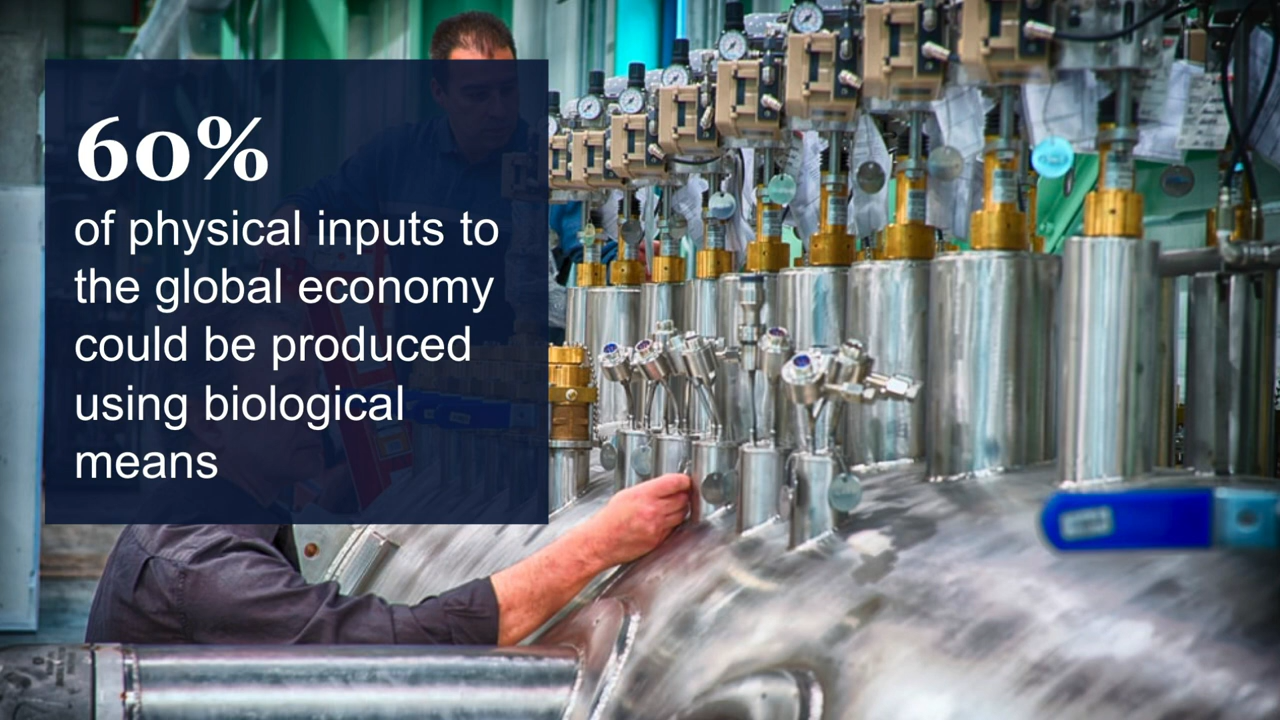 60%
of physical inputs to
the global economy
could be produced
using biological
means